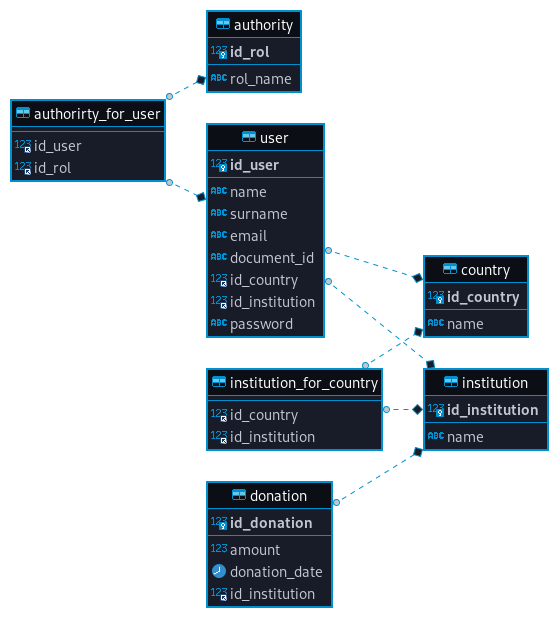 authority
123 id_rol
ABC rol_name
authorirty_for_user
123 id_user
123 id_rol
user
123 id_user
ABC name
ABC surname
ABC email
ABC document_id
123 id_country
123 id_institution
ABC password
country
123 id_country
ABC name
institution_for_country
123 id_country
123 id_institution
institution
123 id_institution
ABC name
donation
123 id_donation
123 amount
donation_date
123 id_institution